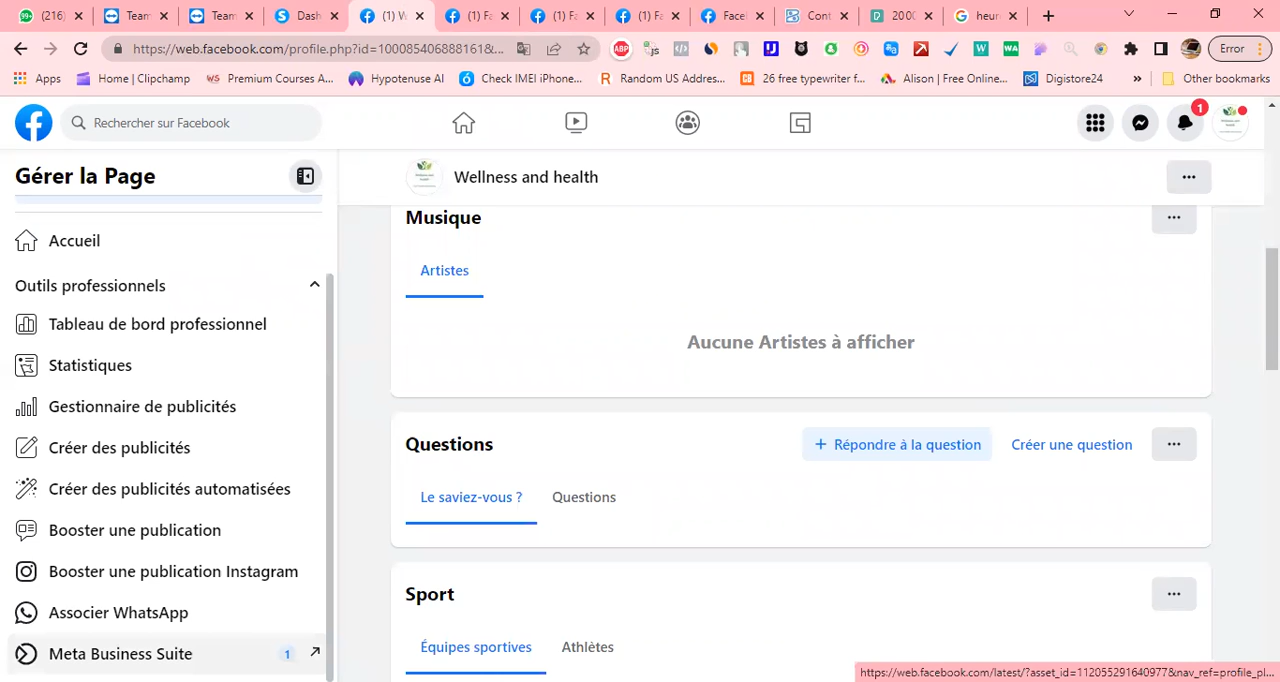 (216)
Team
Team
Dash
(1) V
(1) Fa
(1) Fa
(1) Fa
Facel
Cont
2000
heur
https://web.facebook.com/profile.php?id=100085406888161&...
Error
Apps
Home | Clipchamp
Premium Courses A...
Hypotenuse AI
Check IMEI iPhone...
Random US Addres...
26 free typewriter f...
Alison | Free Online...
Digistore24
Other bookmarks
Rechercher sur Facebook
1
Gérer la Page
Wellness and health
Accueil
Outils professionnels
Tableau de bord professionnel
Statistiques
Gestionnaire de publicités
Créer des publicités
Créer des publicités automatisées
Booster une publication
Booster une publication Instagram
Associer WhatsApp
Meta Business Suite
1
Musique
Artistes
Aucune Artistes à afficher
Questions
+ Répondre à la question
Créer une question
Le saviez-vous ?
Questions
Sport
Équipes sportives
Athlètes
https://web.facebook.com/latest/?asset_id=112055291640977&nav_ref=profile_pl...